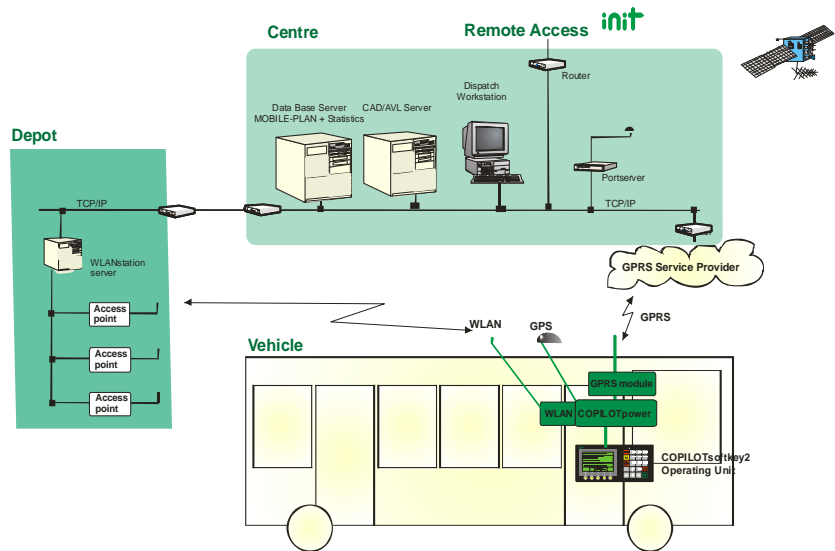 Centre
Remote Access
init
Router
Dispatch
Workstation
Data Base Server
MOBILE-PLAN + Statistics
CAD/AVL Server
Depot
Portserver
TCP/IP
TCP/IP
WLANstation
server
GPRS Service Provider
Access
point
Access
point
Access
point
WLAN
GPS
GPRS
Vehicle
GPRS module
WLAN
COPILOTpower
COPILOTsoftkey2
Operating Unit